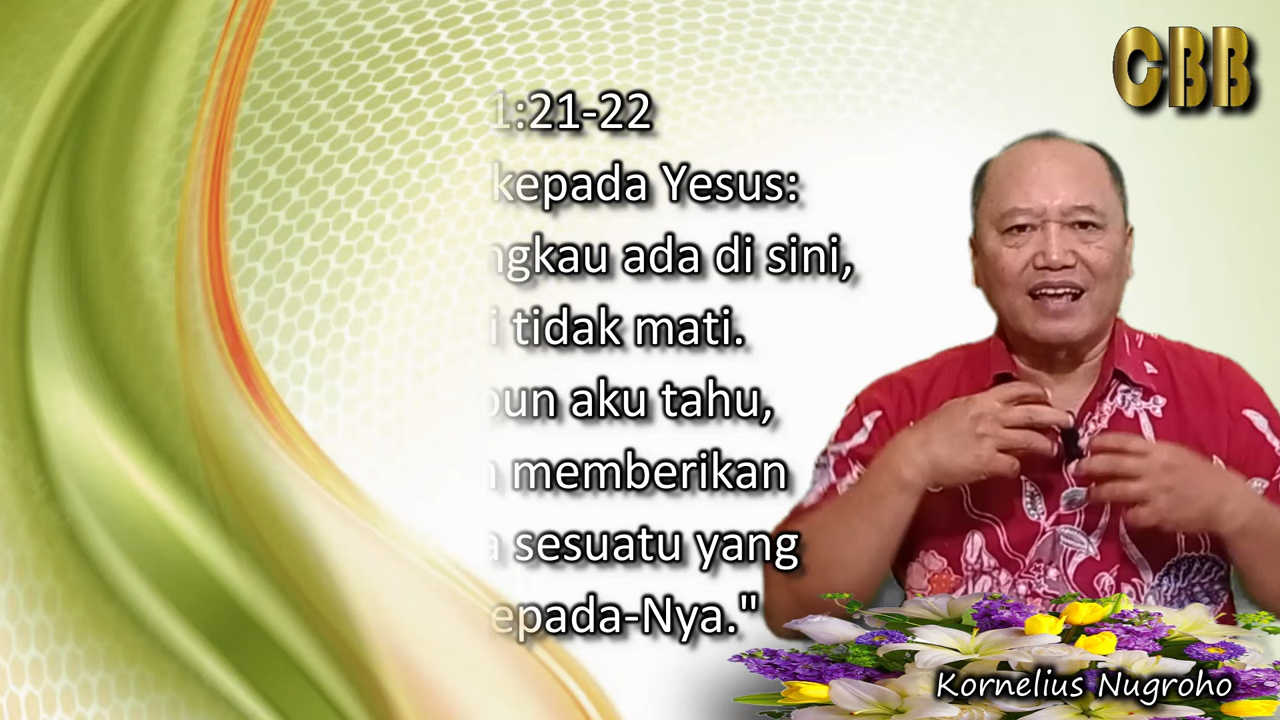 CBB
1:21-22
kepada Yesus:
ngkau ada di sini,
i tidak mati.
pun aku tahu,
memberikan
a sesuatu yang
epada-Nya."
Kornelius Nugroho